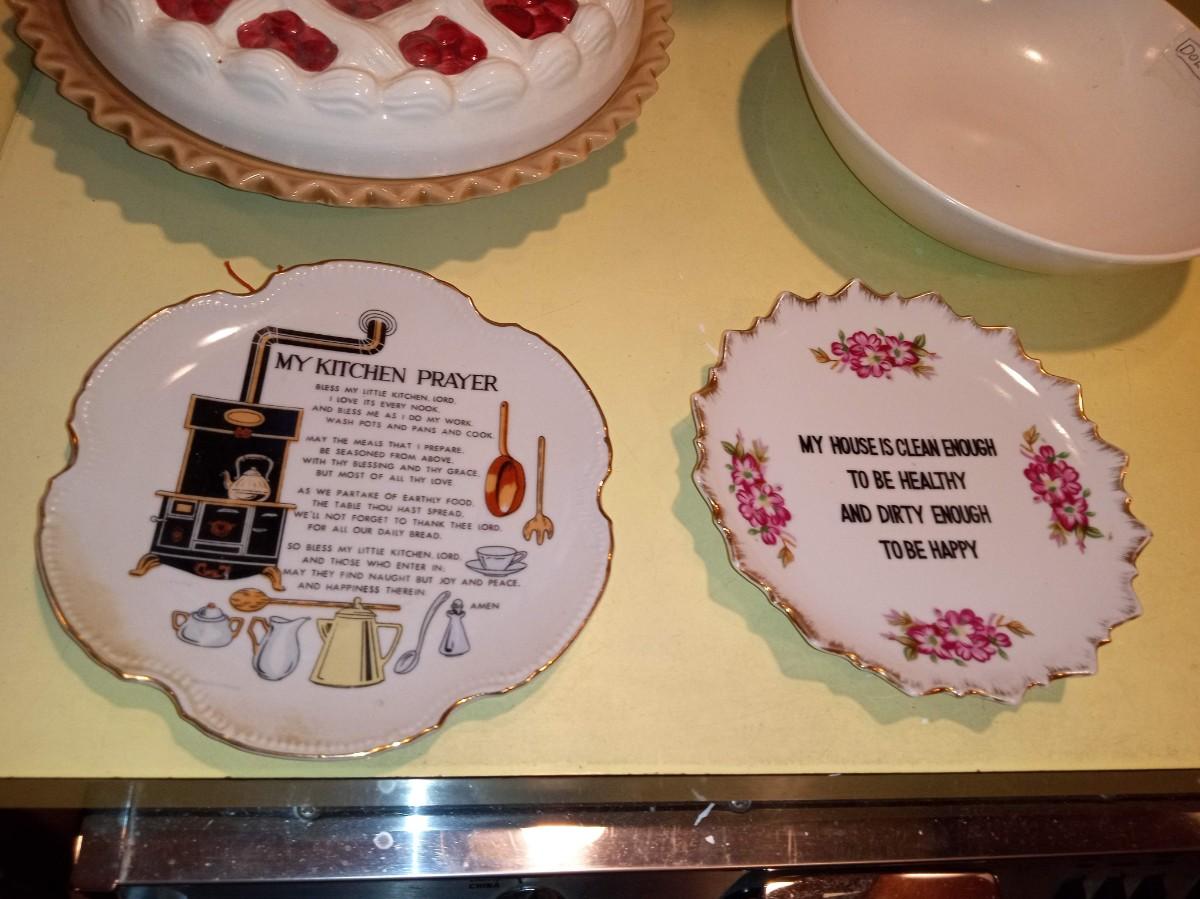 MY KITCHEN PRAYER
BLESS MY LITTLE KITCHEN, LORD,
I LOVE ITS EVERY NOOK,
AND BLESS ME AS I DO MY WORK,
WASH POTS AND PANS AND COOK.
MAY THE MEALS THAT I PREPARE,
BE SEASONED FROM ABOVE,
WITH THY BLESSING AND THY GRACE,
BUT MOST OF ALL THY LOVE.
AS WE PARTAKE OF EARTHLY FOOD,
THE TABLE THOU HAST SPREAD,
WE'LL NOT FORGET TO THANK THEE LORD,
FOR ALL OUR DAILY BREAD.
SO BLESS MY LITTLE KITCHEN, LORD,
AND THOSE WHO ENTER IN;
MAY THEY FIND NAUGHT BUT JOY AND PEACE,
AND HAPPINESS THEREIN.
AMEN
MY HOUSE IS CLEAN ENOUGH
TO BE HEALTHY
AND DIRTY ENOUGH
TO BE HAPPY
CHINA